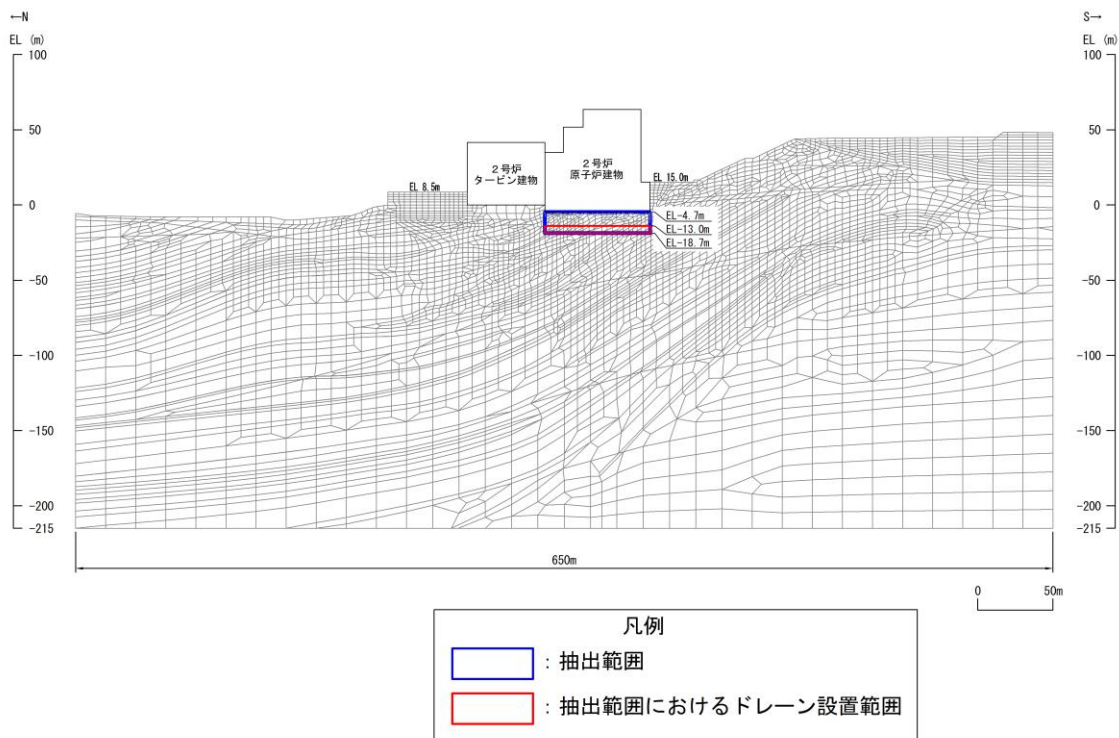 ←N
S→
EL (m)
EL (m)
100
100
50
50
2号炉
タービン建物
2号炉
原子炉建物
EL 8.5m
EL 15.0m
0
0
EL-4.7m
EL-13.0m
EL-18.7m
-50
-50
-100
-100
-150
-150
-200
-200
-215
-215
650m
0
50m
凡例
：抽出範囲
：抽出範囲におけるドレーン設置範囲